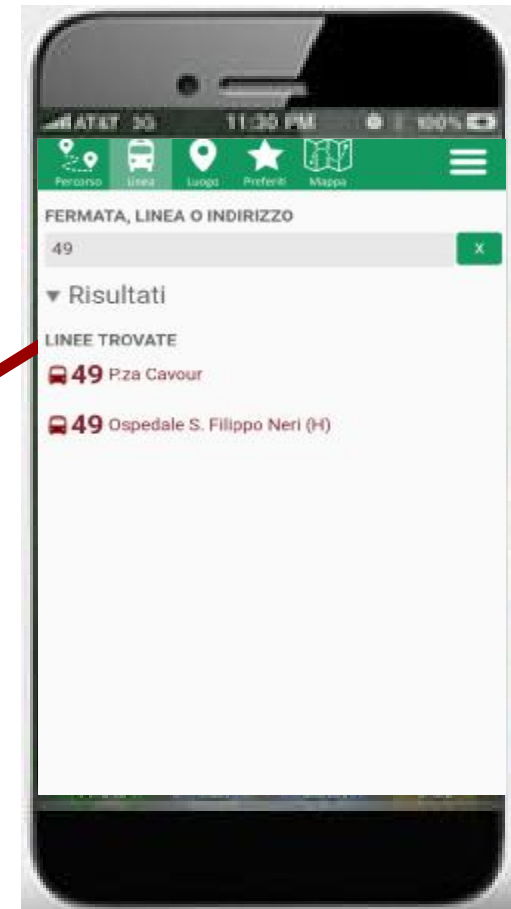 AT&T 3G 11:30 PM 100%
Percorso Linea Luogo Preferiti Mappa
FERMATA, LINEA O INDIRIZZO
49 X
Risultati
LINEE TROVATE
49 P.za Cavour
49 Ospedale S. Filippo Neri (H)